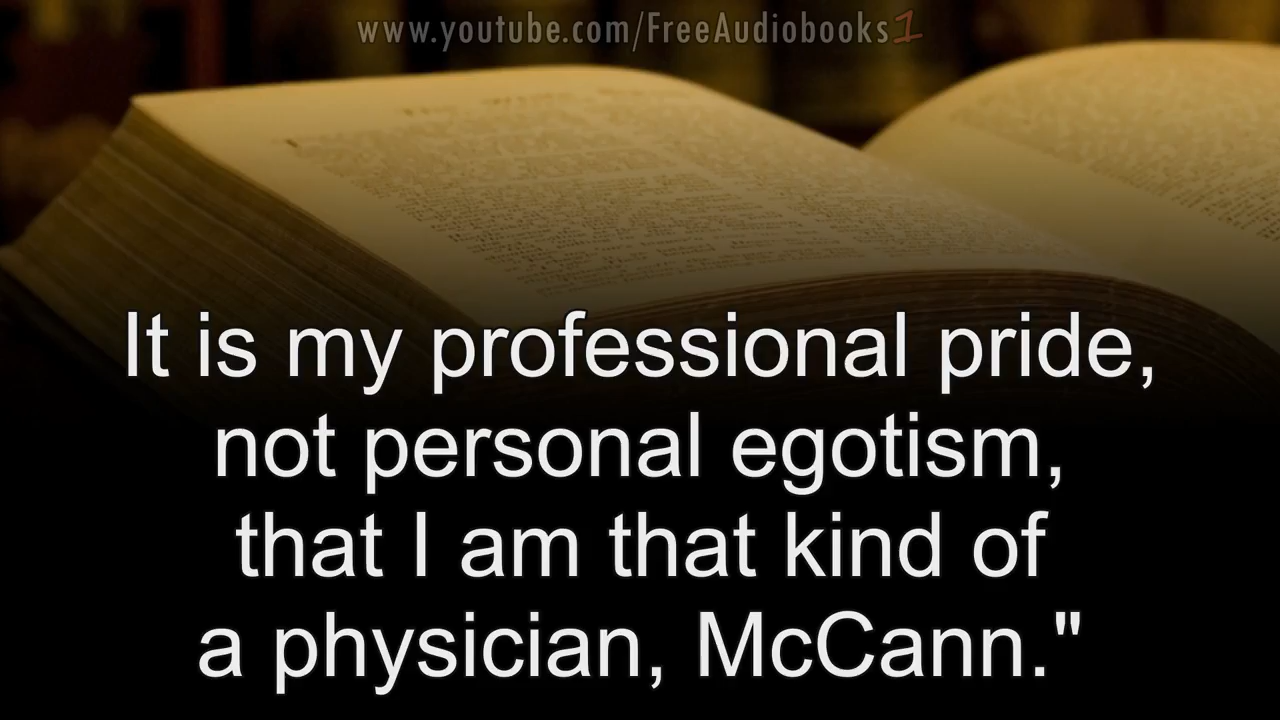 www.youtube.com/FreeAudiobooks1
It is my professional pride,
not personal egotism,
that I am that kind of
a physician, McCann."